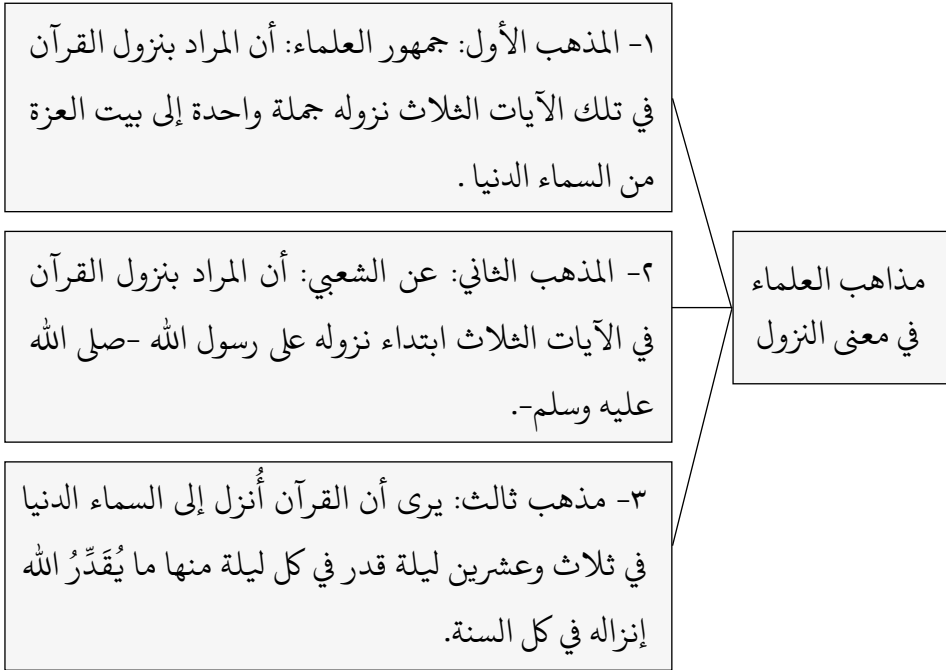 مذاهب العلماء
في معنى النزول
١- المذهب الأول: جمهور العلماء: أن المراد بنزول القرآن
في تلك الآيات الثلاث نزوله جملة واحدة إلى بيت العزة
من السماء الدنيا .
٢- المذهب الثاني: عن الشعبي: أن المراد بنزول القرآن
في الآيات الثلاث ابتداء نزوله على رسول الله -صلى الله
عليه وسلم-.
٣- مذهب ثالث: يرى أن القرآن أُنزل إلى السماء الدنيا
في ثلاث وعشرين ليلة قدر في كل ليلة منها ما يُقَدِّرُ الله
إنزاله في كل السنة.